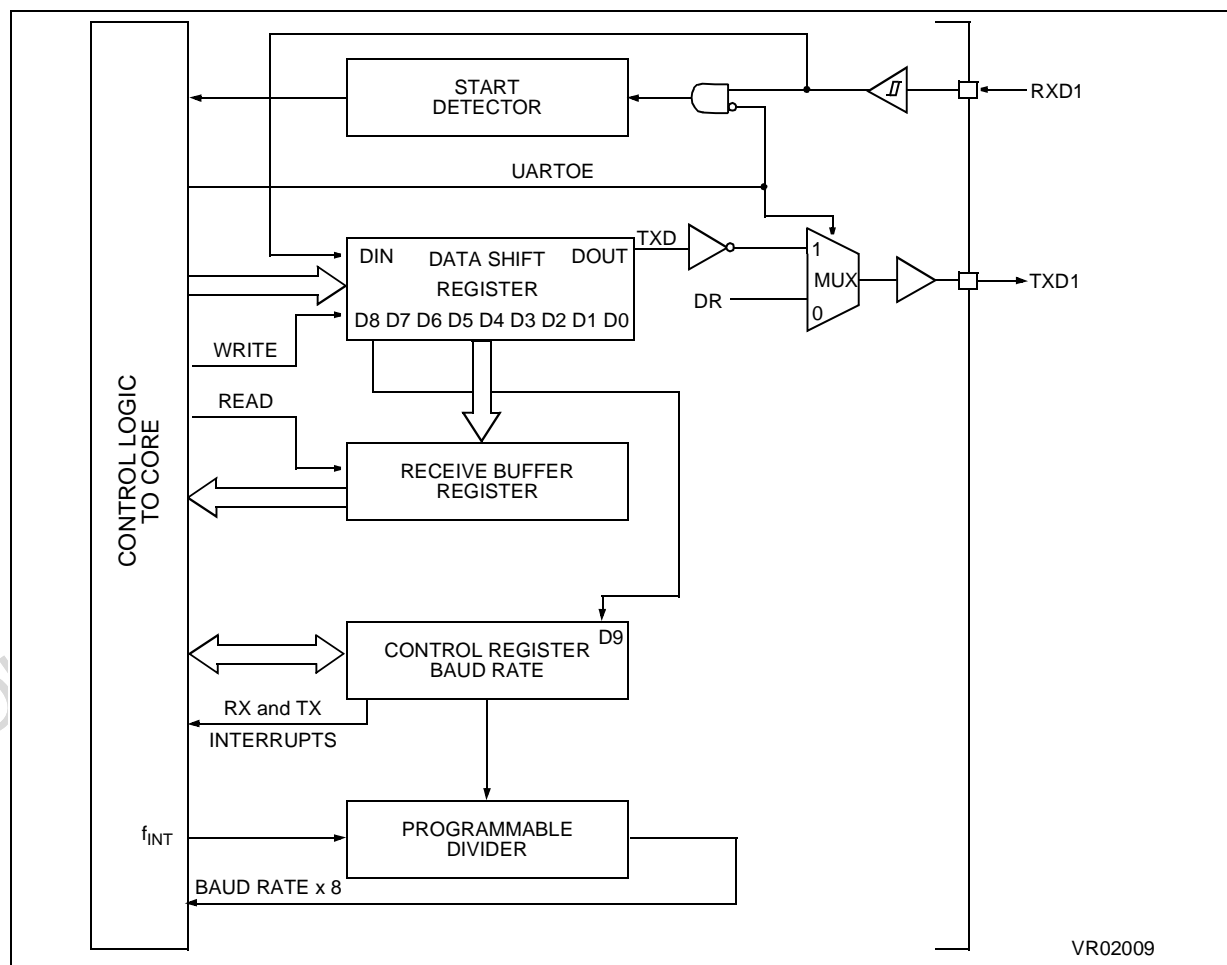 START
DETECTOR
RXD1
UARTOE
TXD
DIN DATA SHIFT DOUT
REGISTER
D8 D7 D6 D5 D4 D3 D2 D1 D0
1
MUX
0
DR
TXD1
WRITE
READ
CONTROL LOGIC
TO CORE
RECEIVE BUFFER
REGISTER
D9
CONTROL REGISTER
BAUD RATE
RX and TX
INTERRUPTS
fINT
PROGRAMMABLE
DIVIDER
BAUD RATE x 8
VR02009